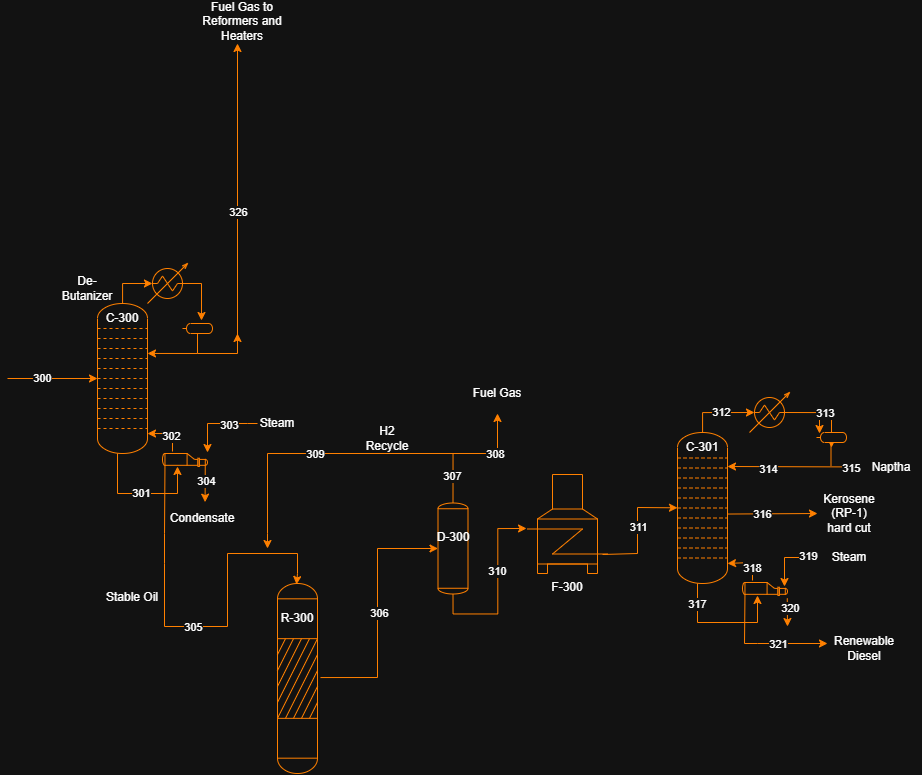 Fuel Gas to
Reformers and
Heaters
326
De-
Butanizer
C-300
300
302
303
Steam
304
301
Condensate
Stable Oil
305
H2
Recycle
309
Fuel Gas
308
307
D-300
306
310
R-300
F-300
311
312
313
C-301
314
315
Naptha
316
Kerosene
(RP-1)
hard cut
318
319
Steam
317
320
321
Renewable
Diesel